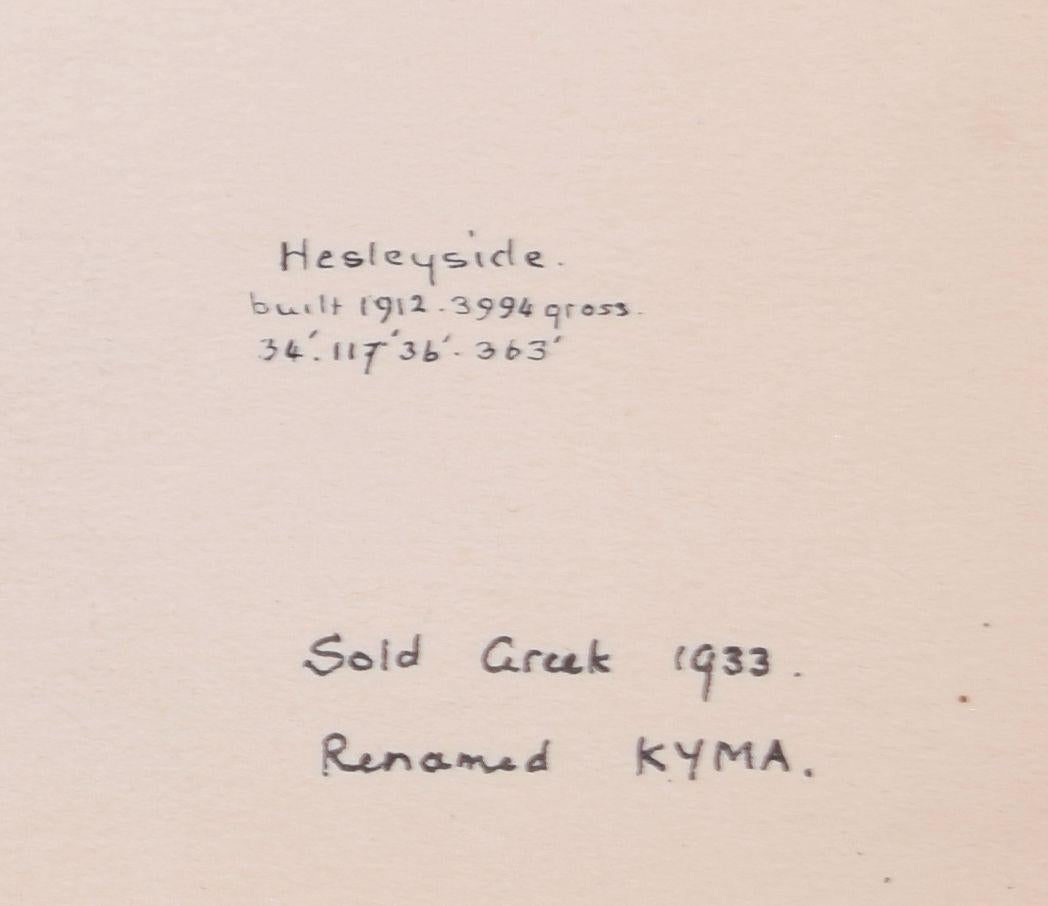 Hesleyside.
built 1912. 3994 gross.
34'. 117' 36'. 363'
Sold Greek 1933.
Renamed KYMA.